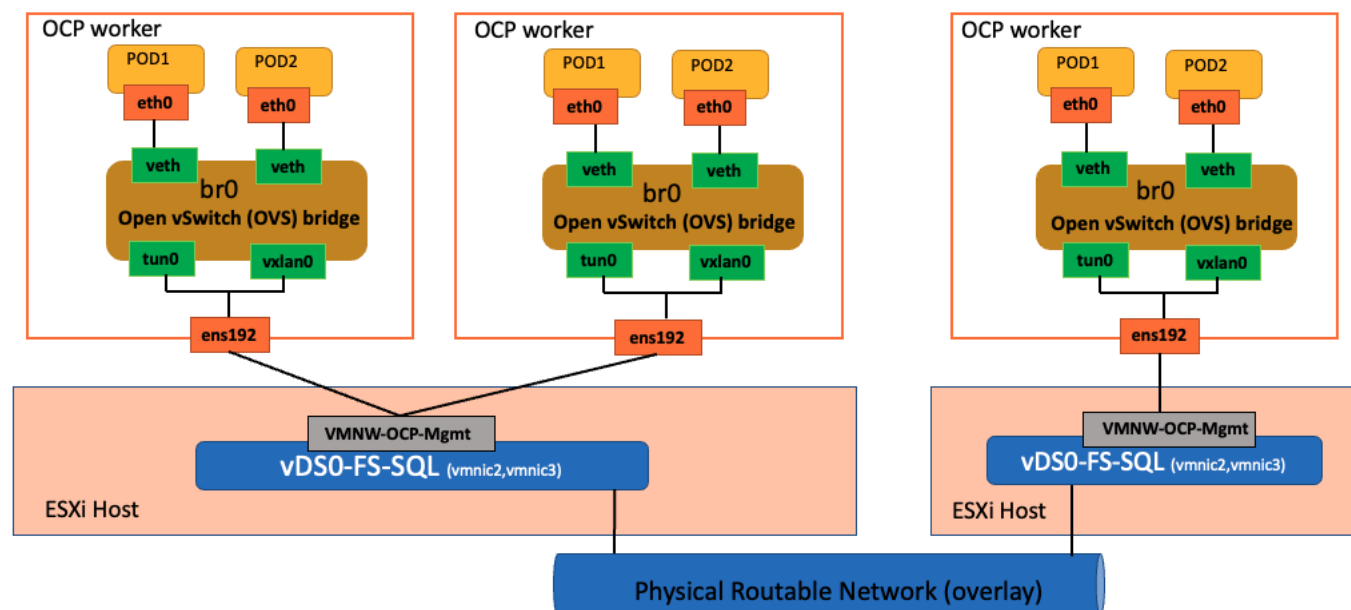 OCP worker
POD1
POD2
eth0
eth0
veth
veth
br0
Open vSwitch (OVS) bridge
tun0
vxlan0
ens192
OCP worker
POD1
POD2
eth0
eth0
veth
veth
br0
Open vSwitch (OVS) bridge
tun0
vxlan0
ens192
OCP worker
POD1
POD2
eth0
eth0
veth
veth
br0
Open vSwitch (OVS) bridge
tun0
vxlan0
ens192
VMNW-OCP-Mgmt
vDS0-FS-SQL (vmnic2,vmnic3)
ESXi Host
VMNW-OCP-Mgmt
vDS0-FS-SQL (vmnic2,vmnic3)
ESXi Host
Physical Routable Network (overlay)